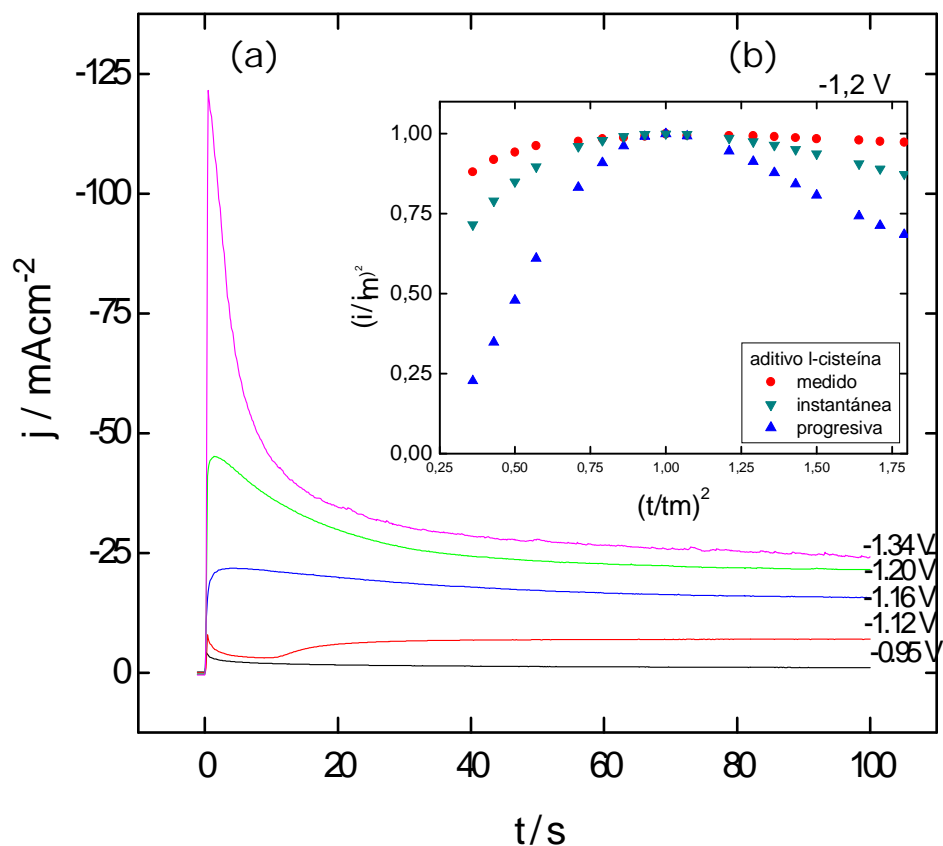 (a)
(b)
-1,2 V
-125
-100
-75
-50
-25
0
j / mAcm-2
0
20
40
60
80
100
t/s
1,00
0,75
0,50
0,25
0,00
(i/im)2
0,25
0,50
0,75
1,00
1,25
1,50
1,75
(t/tm)2
aditivo l-cisteína
medido
instantánea
progresiva
-1.34 V
-1.20 V
-1.16 V
-1.12 V
-0.95 V